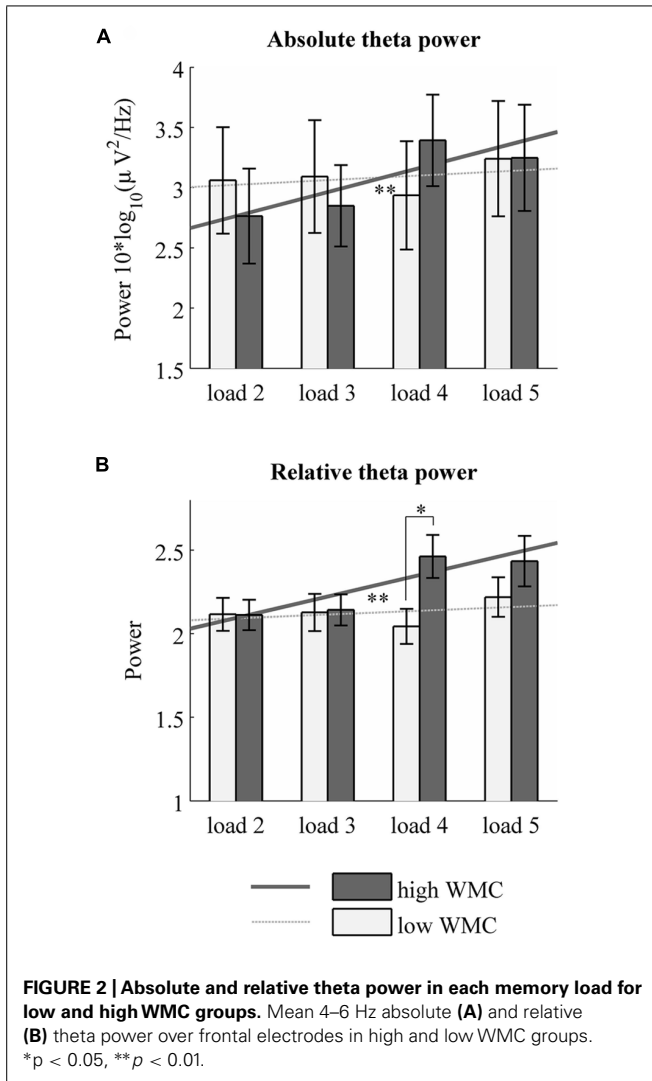 A
Absolute theta power
Power 10*log10(µ V²/Hz)
4
3.5
3
2.5
2
1.5
**
load 2 load 3 load 4 load 5
B
Relative theta power
Power
2.5
2
1.5
1
*
**
load 2 load 3 load 4 load 5
high WMC
low WMC
FIGURE 2 | Absolute and relative theta power in each memory load for
low and high WMC groups. Mean 4–6 Hz absolute (A) and relative
(B) theta power over frontal electrodes in high and low WMC groups.
*p < 0.05, **p < 0.01.